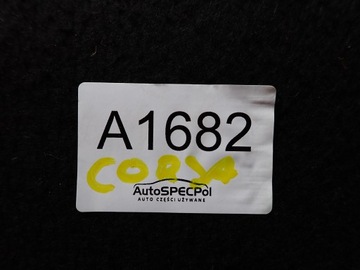 A1682
CORSA
AutoSPECPol
AUTO CZĘŚCI UŻYWANE